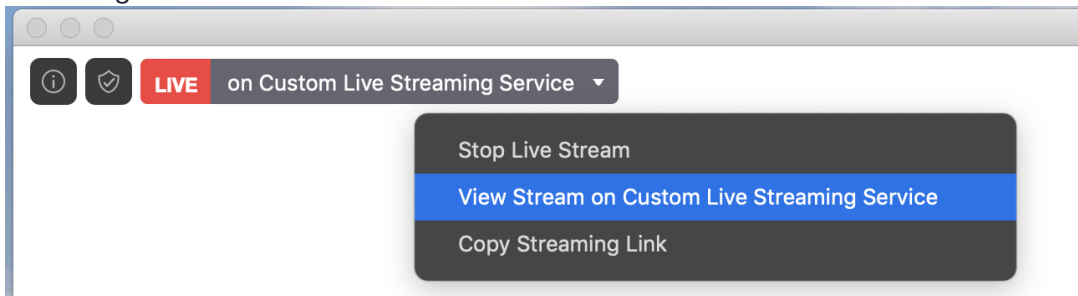 LIVE on Custom Live Streaming Service
Stop Live Stream
View Stream on Custom Live Streaming Service
Copy Streaming Link